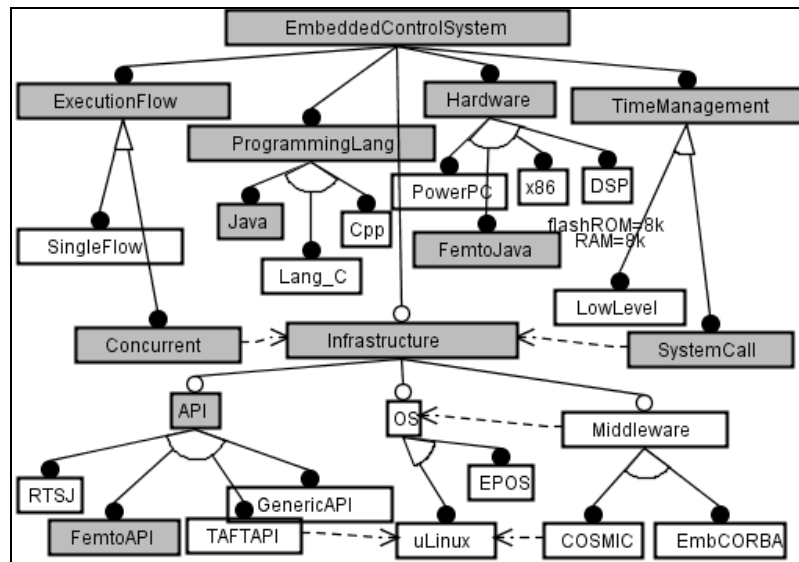 EmbeddedControlSystem
ExecutionFlow
Hardware
TimeManagement
ProgrammingLang
PowerPC
x86
DSP
Java
Cpp
flashROM=8k
RAM=8k
SingleFlow
FemtoJava
Lang_C
LowLevel
Concurrent
Infrastructure
SystemCall
API
OS
Middleware
RTSJ
GenericAPI
EPOS
FemtoAPI
TAFTAPI
uLinux
COSMIC
EmbCORBA